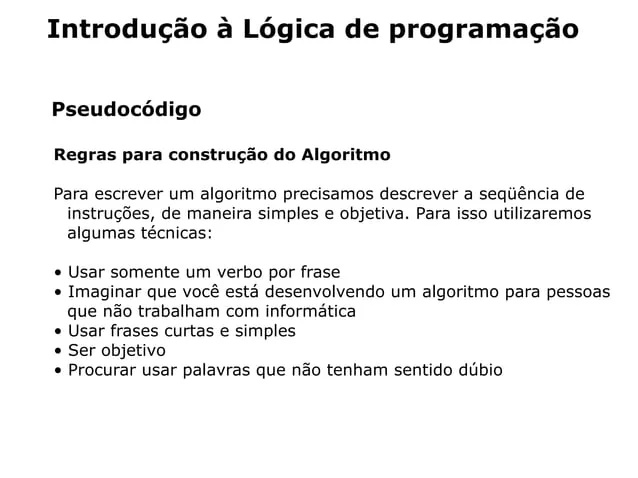 Introdução à Lógica de programação
Pseudocódigo
Regras para construção do Algoritmo
Para escrever um algoritmo precisamos descrever a seqüência de
instruções, de maneira simples e objetiva. Para isso utilizaremos
algumas técnicas:
• Usar somente um verbo por frase
• Imaginar que você está desenvolvendo um algoritmo para pessoas
que não trabalham com informática
• Usar frases curtas e simples
• Ser objetivo
• Procurar usar palavras que não tenham sentido dúbio